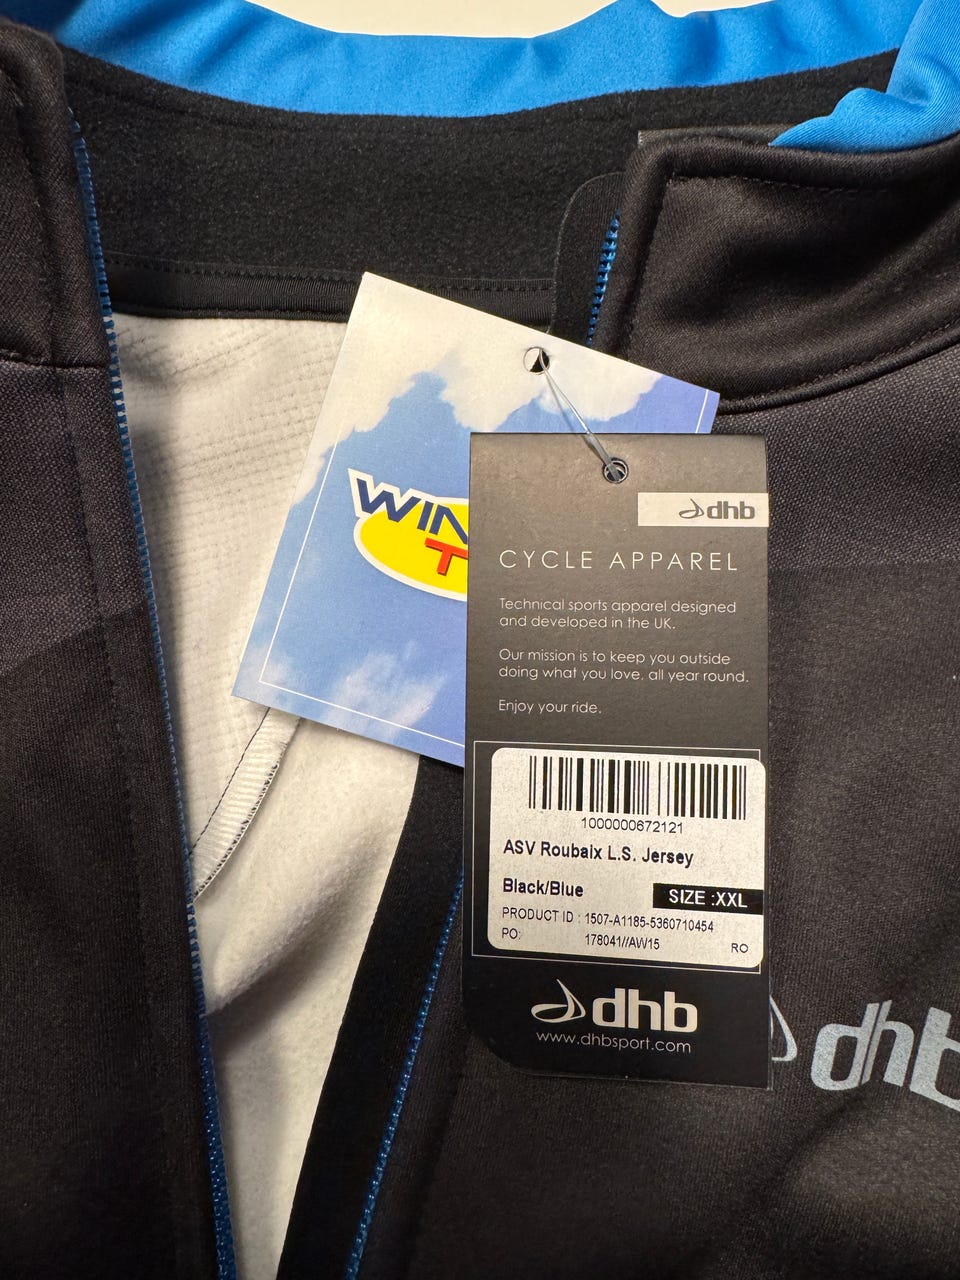 WIN
T
dhb
CYCLE APPAREL
Technical sports apparel designed
and developed in the UK.
Our mission is to keep you outside
doing what you love, all year round.
Enjoy your ride.
1000000672121
ASV Roubaix L.S. Jersey
Black/Blue
SIZE :XXL
PRODUCT ID : 1507-A1185-5360710454
PO: 178041//AW15 RO
dhb
www.dhbsport.com
dhb